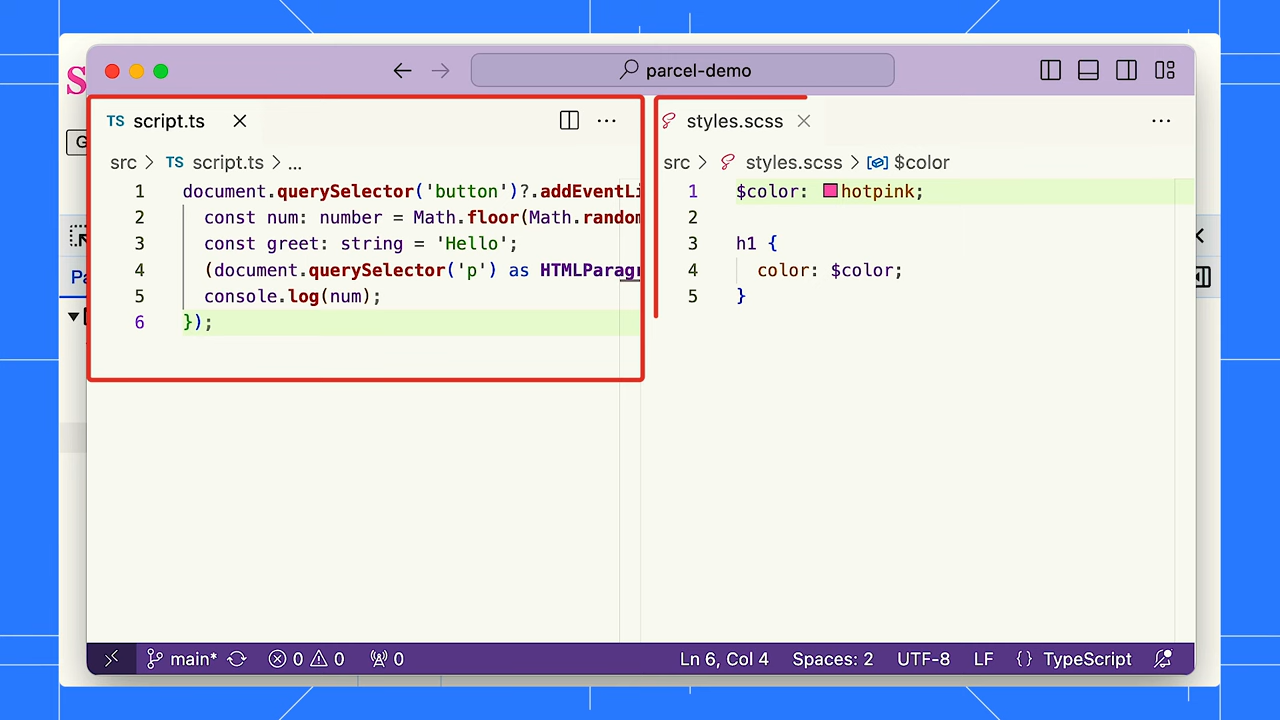 parcel-demo
S
TS script.ts
src > TS script.ts > ...
1 document.querySelector('button')?.addEventLi
2 const num: number = Math.floor(Math.random
3 const greet: string = 'Hello';
4 (document.querySelector('p') as HTMLParagr
5 console.log(num);
6 });
styles.scss
src > styles.scss > $color
1 $color: hotpink;
2
3 h1 {
4 color: $color;
5 }
G
Pa
main* 0 0 0 Ln 6, Col 4 Spaces: 2 UTF-8 LF {} TypeScript